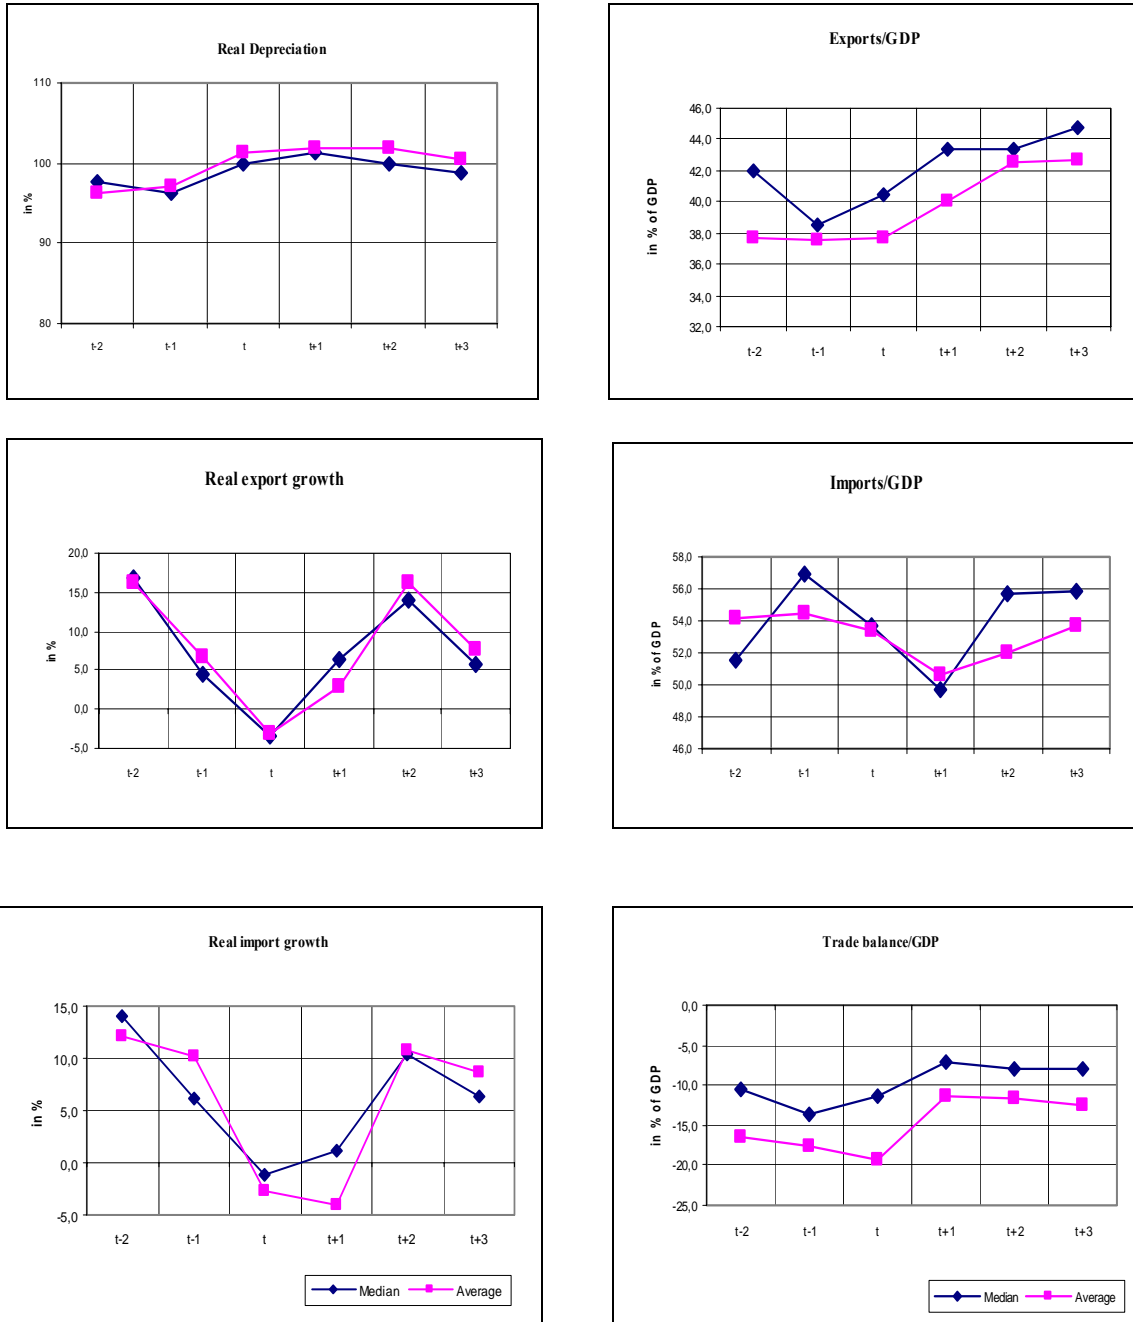 Real Depreciation
110
100
90
80
in %
t-2 t-1 t t+1 t+2 t+3
Exports/GDP
46,0
44,0
42,0
40,0
38,0
36,0
34,0
32,0
in % of GDP
t-2 t-1 t t+1 t+2 t+3
Real export growth
20,0
15,0
10,0
5,0
0,0
-5,0
in %
t-2 t-1 t t+1 t+2 t+3
Imports/GDP
58,0
56,0
54,0
52,0
50,0
48,0
46,0
in % of GDP
t-2 t-1 t t+1 t+2 t+3
Real import growth
15,0
10,0
5,0
0,0
-5,0
in %
t-2 t-1 t t+1 t+2 t+3
Median Average
Trade balance/GDP
0,0
-5,0
-10,0
-15,0
-20,0
-25,0
in % of GDP
t-2 t-1 t t+1 t+2 t+3
Median Average